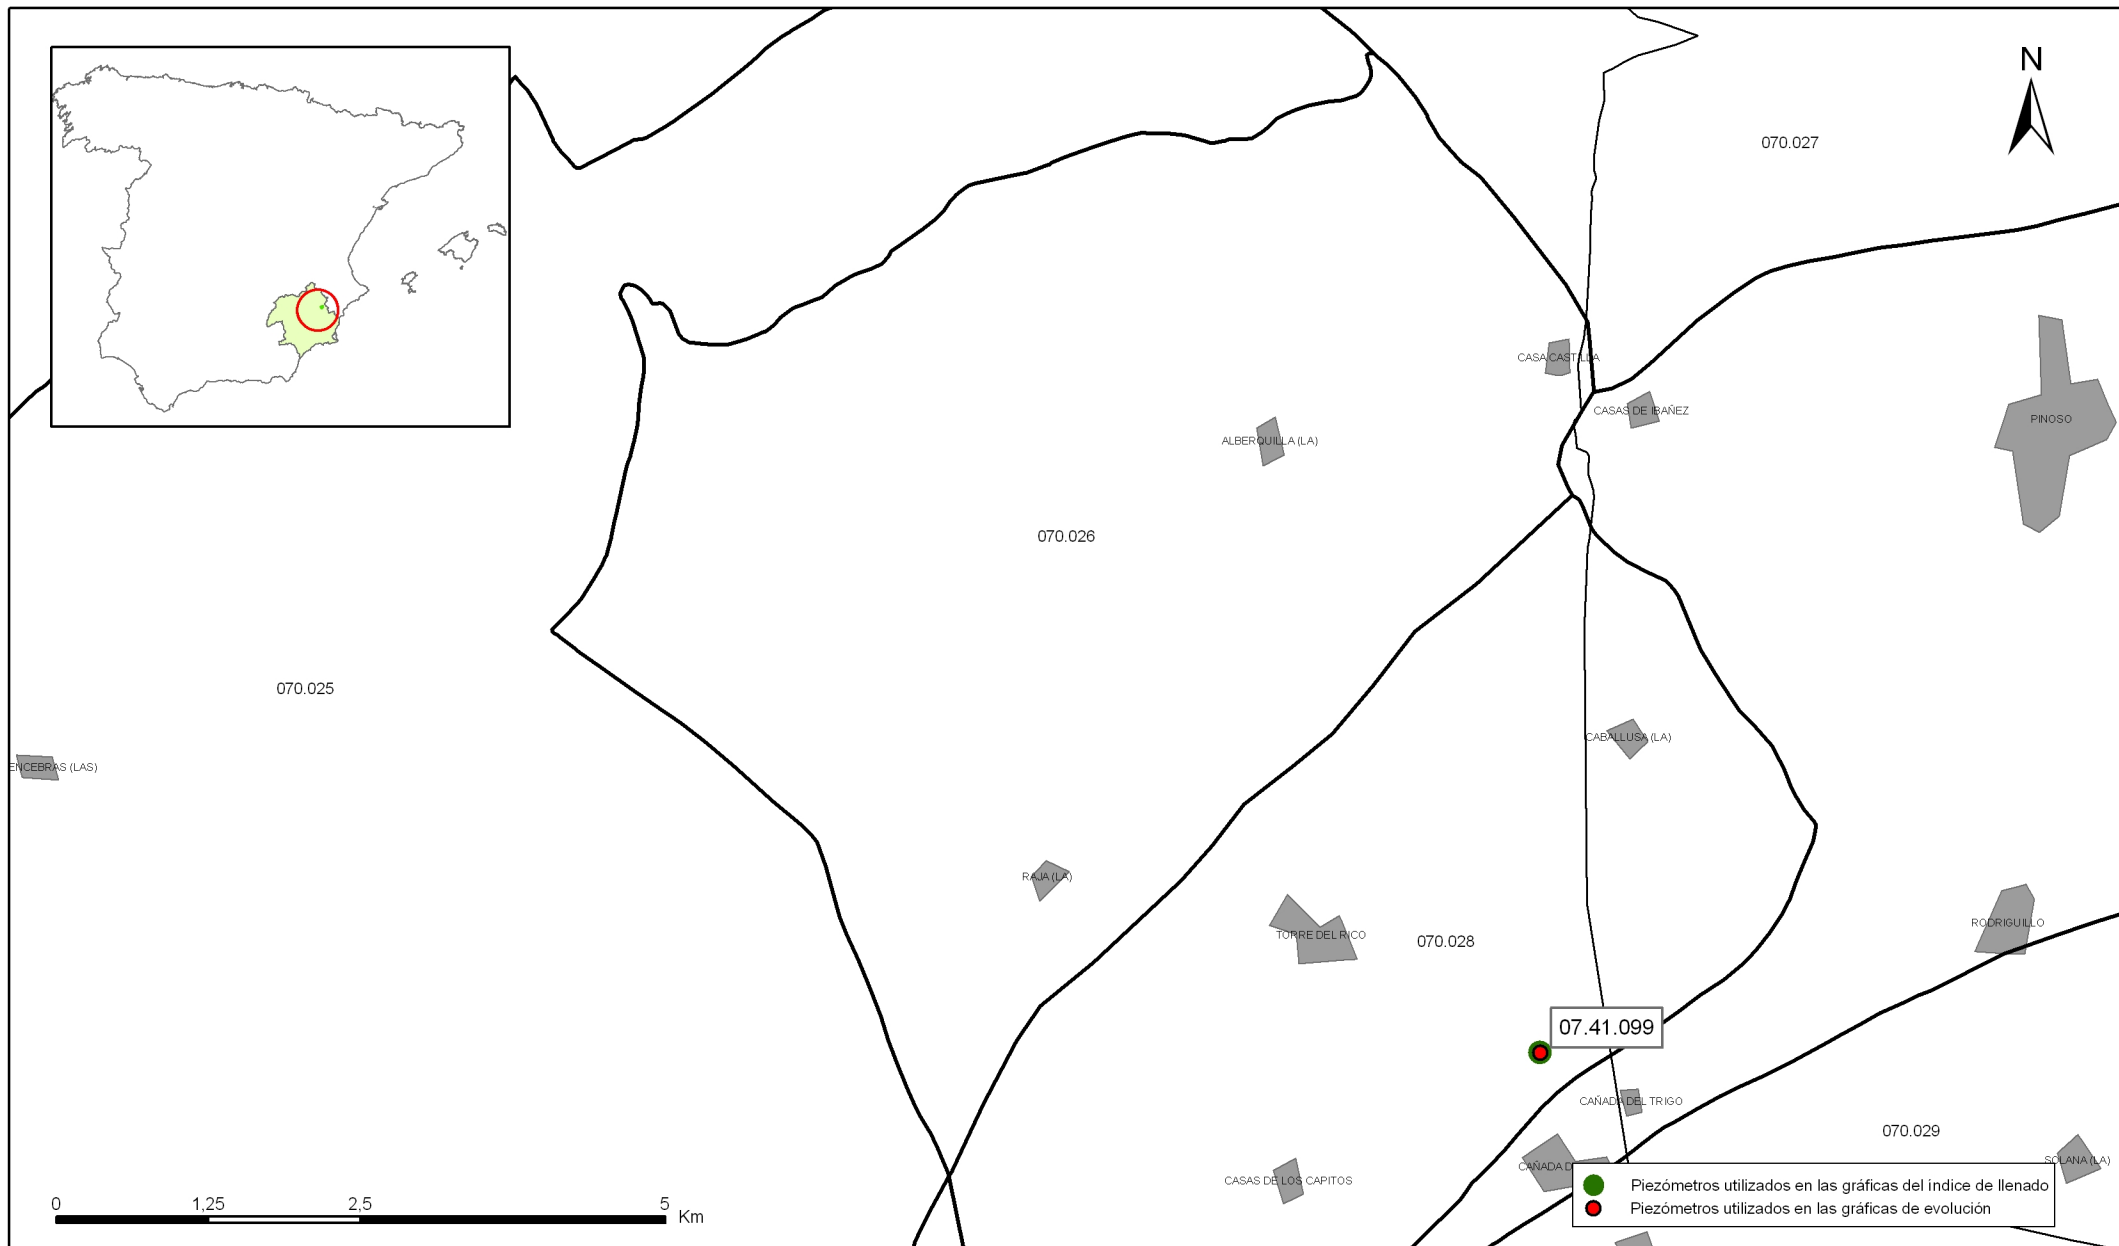 N
070.027
CASA CASTILLA
CASAS DE IBAÑEZ
PINOSO
ALBERQUILLA (LA)
070.026
070.025
CABALLUSA (LA)
ENCEBRAS (LAS)
RAJA (LA)
TORRE DEL RICO
070.028
RODRIGUILLO
07.41.099
CAÑADA DEL TRIGO
070.029
CAÑADA D
SOLANA (LA)
CASAS DE LOS CAPITOS
Piezómetros utilizados en las gráficas del índice de llenado
Piezómetros utilizados en las gráficas de evolución
0 1,25 2,5 5
Km